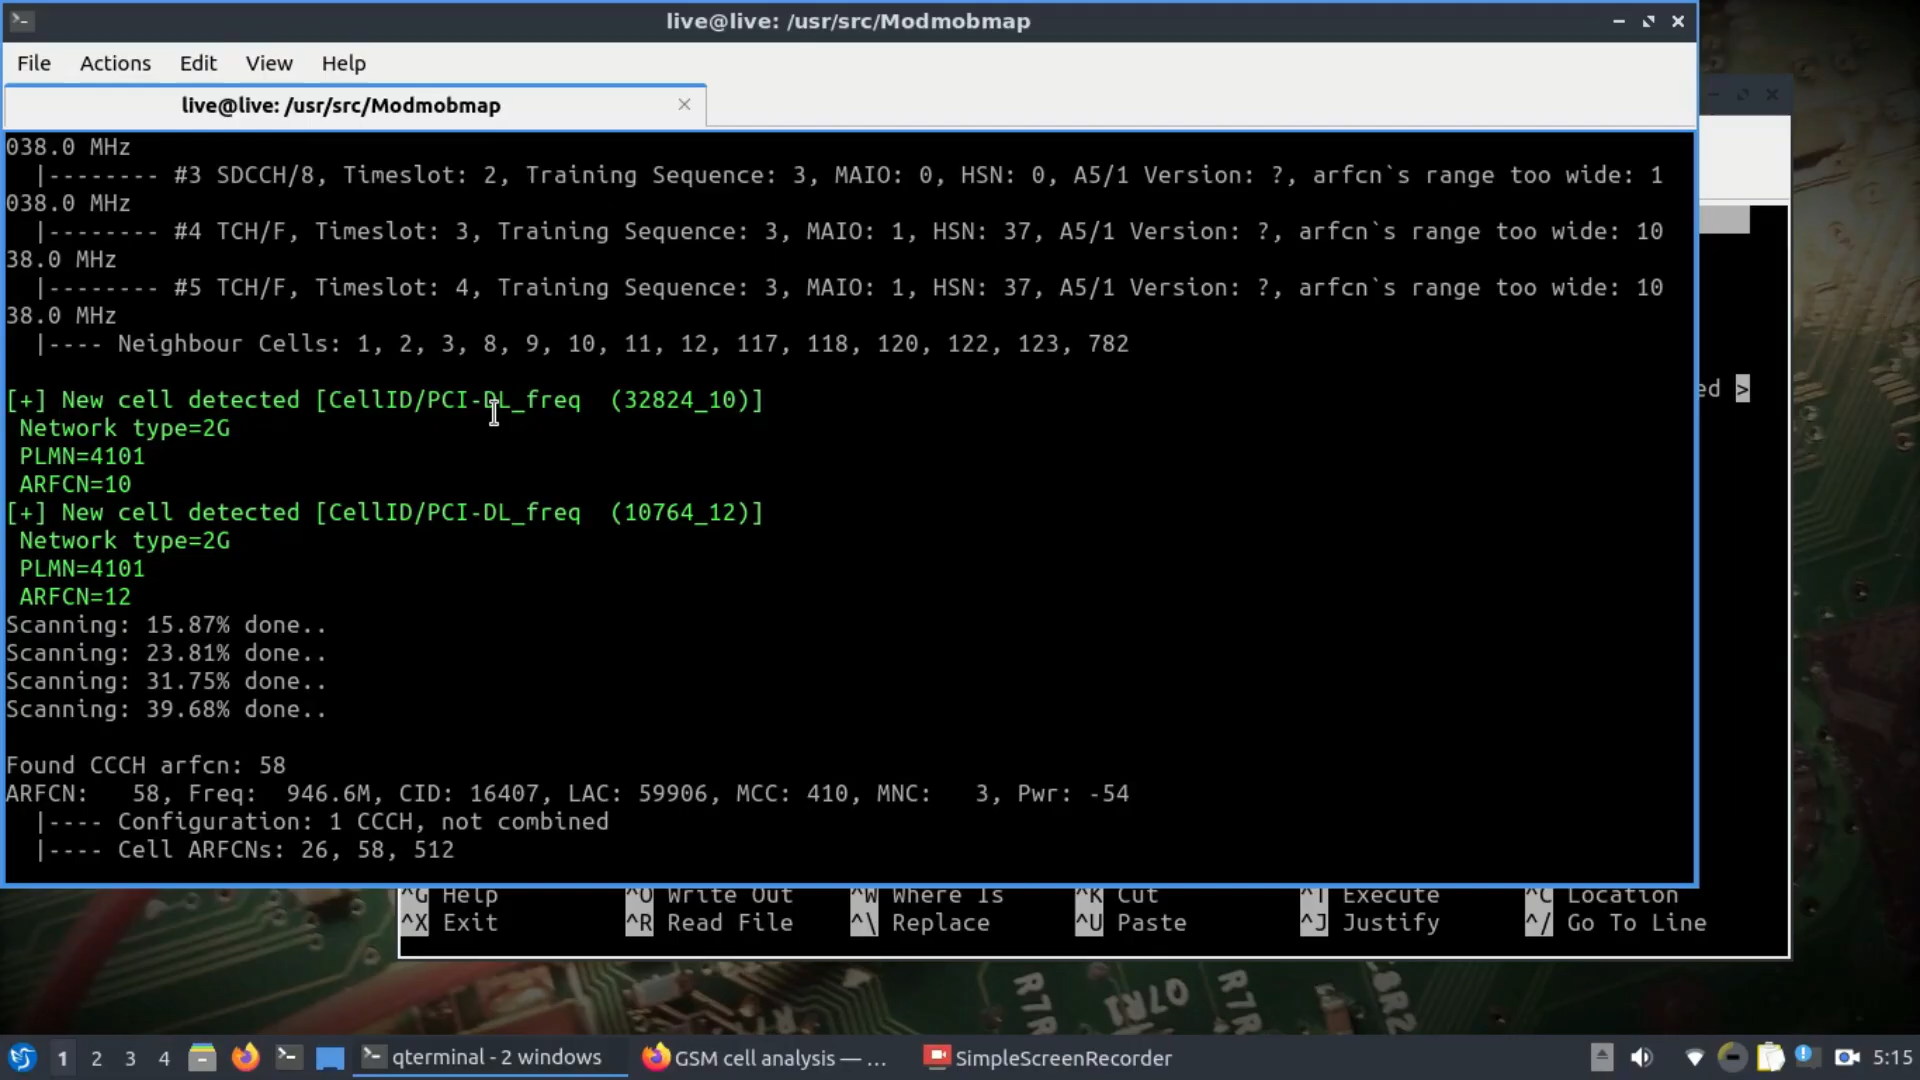 live@live: /usr/src/Modmobmap
File Actions Edit View Help
live@live: /usr/src/Modmobmap
038.0 MHz
|-------- #3 SDCCH/8, Timeslot: 2, Training Sequence: 3, MAIO: 0, HSN: 0, A5/1 Version: ?, arfcn`s range too wide: 1
038.0 MHz
|-------- #4 TCH/F, Timeslot: 3, Training Sequence: 3, MAIO: 1, HSN: 37, A5/1 Version: ?, arfcn`s range too wide: 10
38.0 MHz
|-------- #5 TCH/F, Timeslot: 4, Training Sequence: 3, MAIO: 1, HSN: 37, A5/1 Version: ?, arfcn`s range too wide: 10
38.0 MHz
|---- Neighbour Cells: 1, 2, 3, 8, 9, 10, 11, 12, 117, 118, 120, 122, 123, 782
[+] New cell detected [CellID/PCI-DL_freq  (32824_10)]
Network type=2G
PLMN=4101
ARFCN=10
[+] New cell detected [CellID/PCI-DL_freq  (10764_12)]
Network type=2G
PLMN=4101
ARFCN=12
Scanning: 15.87% done..
Scanning: 23.81% done..
Scanning: 31.75% done..
Scanning: 39.68% done..
Found CCCH arfcn: 58
ARFCN:   58, Freq:  946.6M, CID: 16407, LAC: 59906, MCC: 410, MNC:   3, Pwr: -54
|---- Configuration: 1 CCCH, not combined
|---- Cell ARFCNs: 26, 58, 512
ed >
^G Help ^O Write Out ^W Where Is ^K Cut ^T Execute ^C Location
^X Exit ^R Read File ^\ Replace ^U Paste ^J Justify ^/ Go To Line
R7R Q7R1 R7R SR2
1 2 3 4 qterminal - 2 windows GSM cell analysis — ... SimpleScreenRecorder 5:15